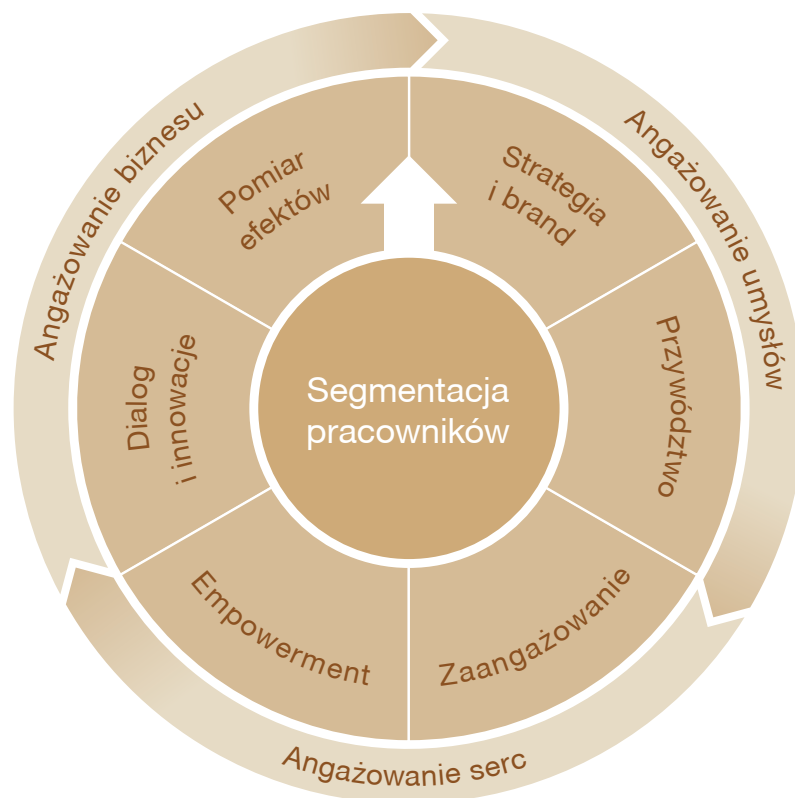 Angażowanie biznesu
Angażowanie umysłów
Angażowanie serc
Strategia
i brand
Przywództwo
Zaangażowanie
Empowerment
Dialog
i innowacje
Pomiar
efektów
Segmentacja
pracowników